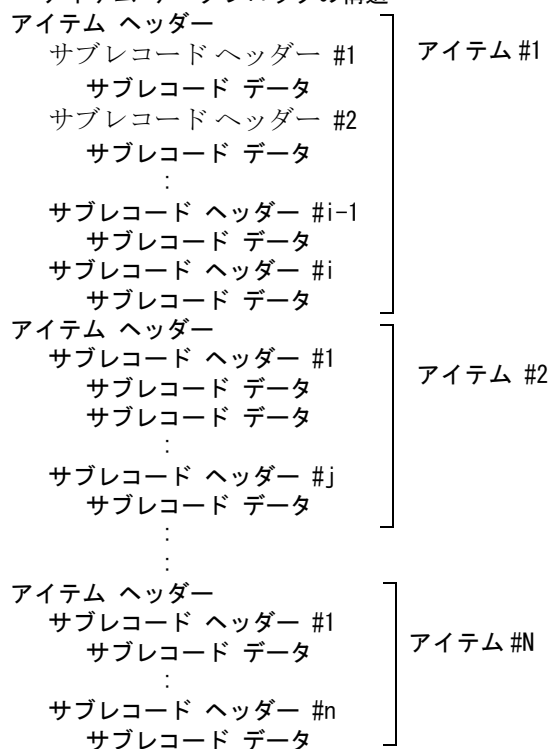 アイテム ヘッダー
サブレコード ヘッダー #1 アイテム #1
サブレコード データ
サブレコード ヘッダー #2
サブレコード データ
:
サブレコード ヘッダー #i-1
サブレコード データ
サブレコード ヘッダー #i
サブレコード データ
アイテム ヘッダー
サブレコード ヘッダー #1
アイテム #2
サブレコード データ
サブレコード データ
:
サブレコード ヘッダー #j
サブレコード データ
:
:
アイテム ヘッダー
サブレコード ヘッダー #1
アイテム #N
サブレコード データ
:
サブレコード ヘッダー #n
サブレコード データ